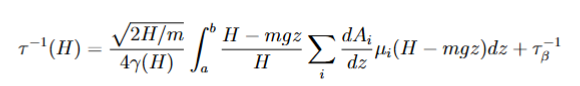 τ⁻¹(H) = \frac{\sqrt{2H/m}}{4γ(H)} \int_a^b \frac{H − mgz}{H} \sum_i \frac{dA_i}{dz} μ_i(H − mgz)dz + τ_β^{-1}